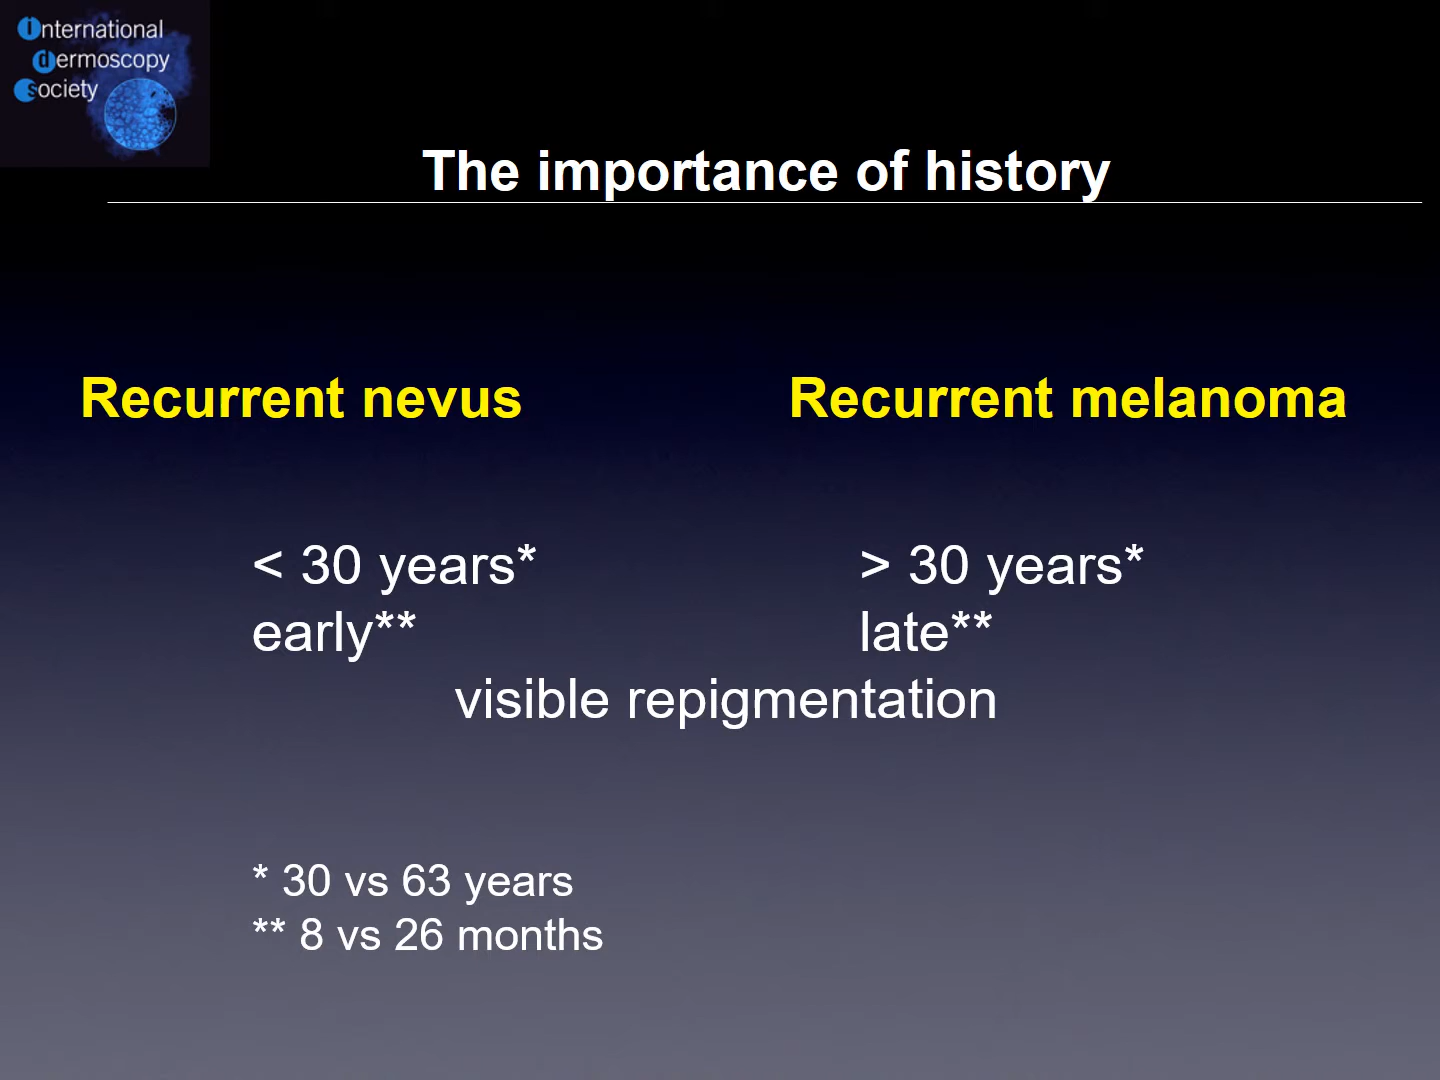 international
dermoscopy
society
The importance of history
Recurrent nevus
Recurrent melanoma
< 30 years*
> 30 years*
early**
late**
visible repigmentation
* 30 vs 63 years
** 8 vs 26 months